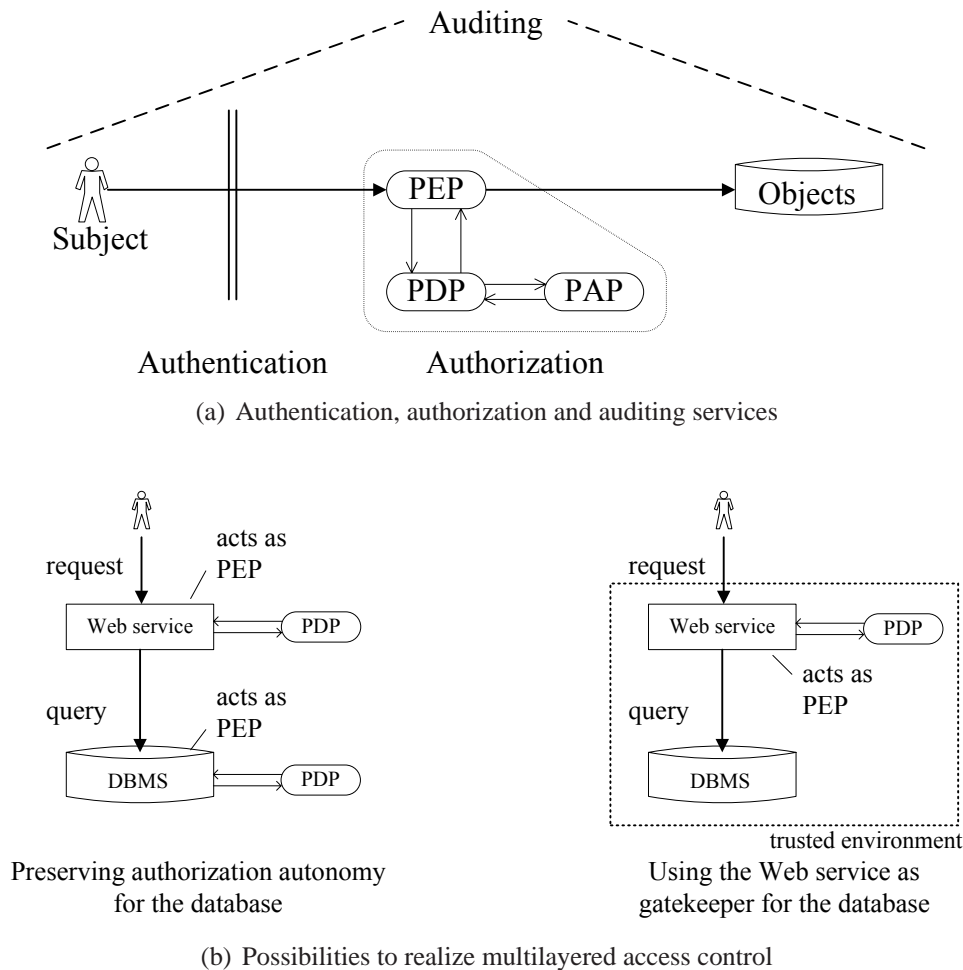 Auditing
Subject
PEP
Objects
PDP
PAP
Authentication
Authorization
(a) Authentication, authorization and auditing services
request
acts as
PEP
Web service
PDP
query
acts as
PEP
DBMS
PDP
Preserving authorization autonomy
for the database
request
Web service
PDP
acts as
PEP
query
DBMS
trusted environment
Using the Web service as
gatekeeper for the database
(b) Possibilities to realize multilayered access control